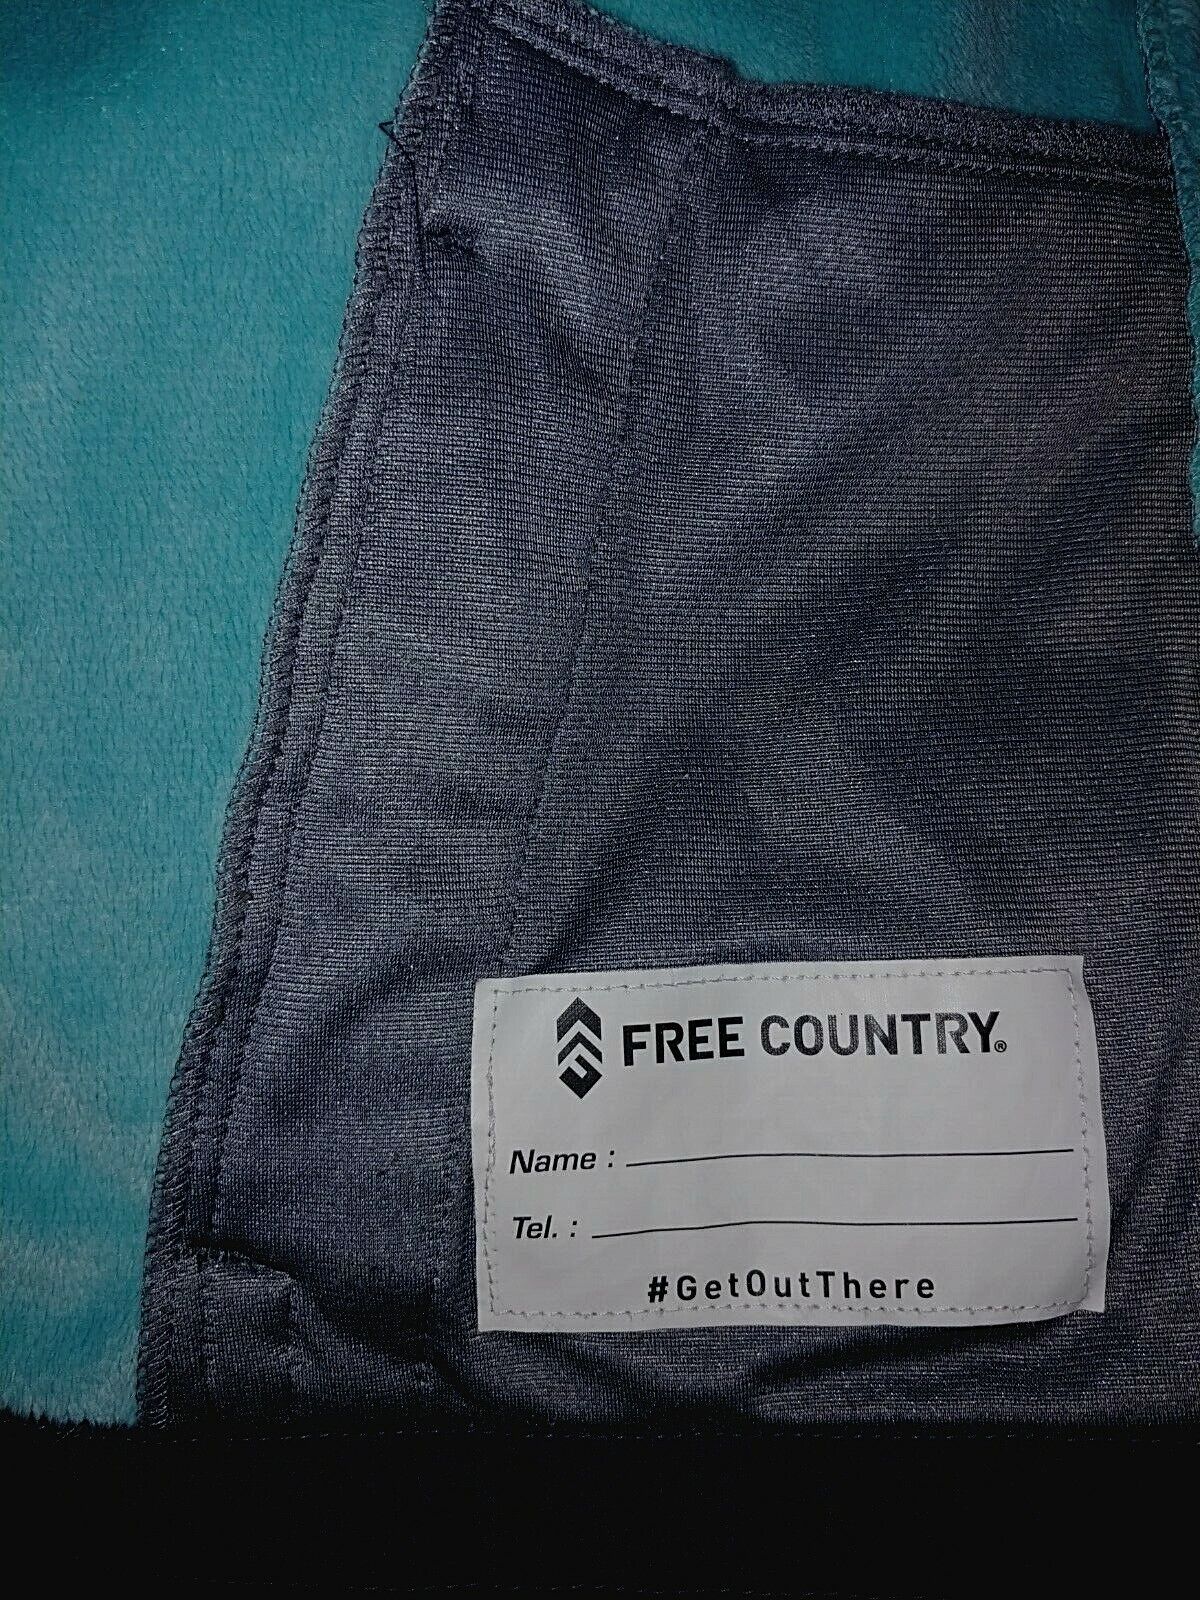 FREE COUNTRY®
Name :
Tel. :
#GetOutThere